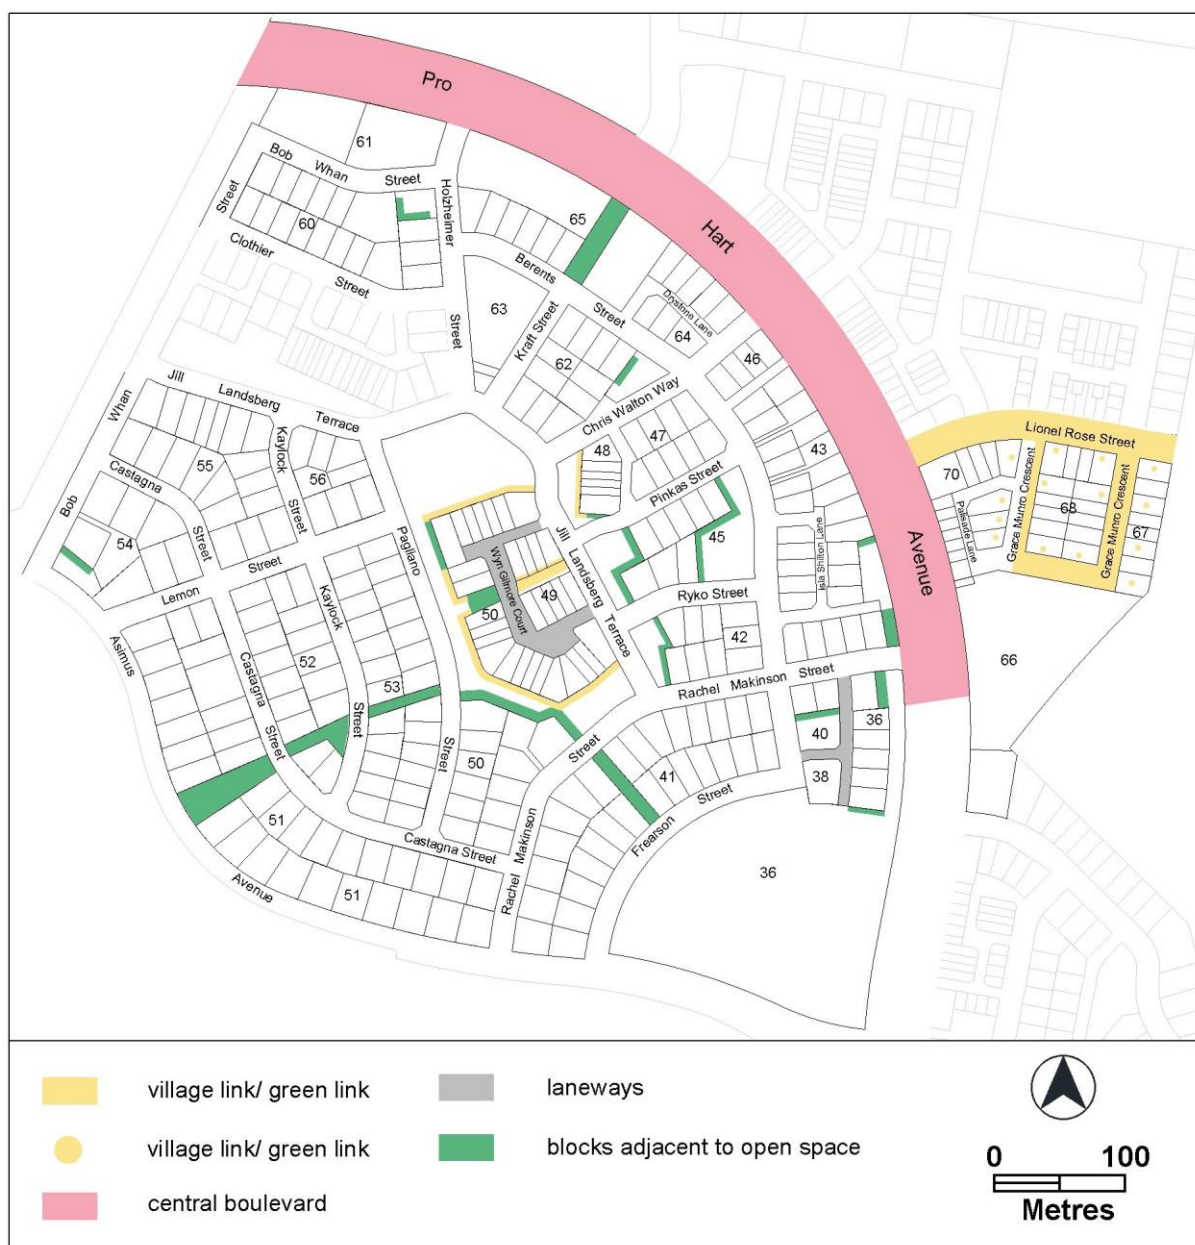 Pro
Hart
Avenue
61
Bob Whan Street
Holzheimer
Street
60
Street
Clothier
Street
65
Berents
Street
63
Kraft Street
62
Drystone Lane
64
46
Chris Walton Way
47
48
43
Pinkas Street
45
Jill Landsberg Terrace
Whan
Bob
55
Kaylock
Street
56
Castagna
Street
54
Lemon
Street
Pagliano
Street
Kaylock
Street
52
53
Castagna
Street
Asimus
Avenue
51
51
50
Castagna Street
Wyn Gilmore Court
49
50
Jill
Landsberg
Terrace
Ryko Street
42
Isla Shilton Lane
Rachel Makinson Street
Rachel Makinson
Street
41
Frearson
Street
40
38
36
36
Lionel Rose Street
70
Palisade Lane
Grace Munro Crescent
68
Grace Munro Crescent
67
66
village link/ green link
village link/ green link
central boulevard
laneways
blocks adjacent to open space
0 100
Metres